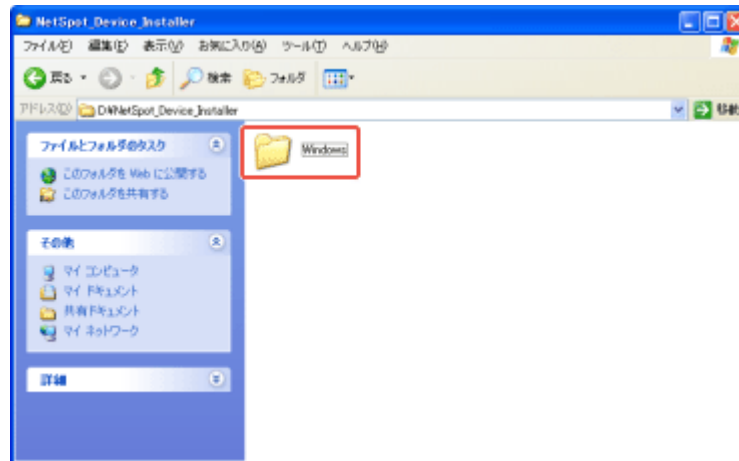 NetSpot_Device_Installer
ファイル(F) 編集(E) 表示(V) お気に入り(A) ツール(T) ヘルプ(H)
戻る 検索 フォルダ
アドレス(D) D:¥NetSpot_Device_Installer 移動
ファイルとフォルダのタスク
このフォルダを Web に公開する
このフォルダを共有する
その他
マイ コンピュータ
マイ ドキュメント
共有ドキュメント
マイ ネットワーク
詳細
Windows